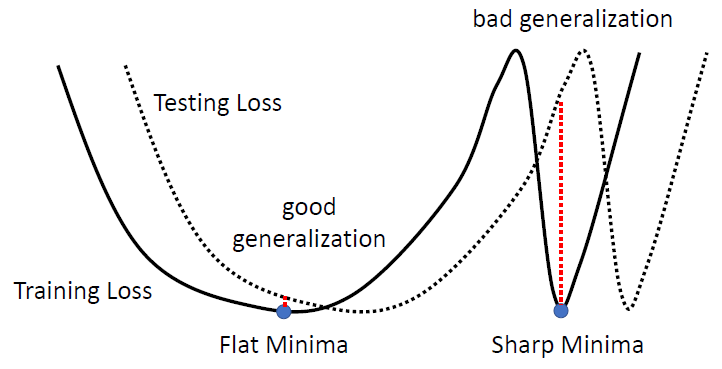 bad generalization
Testing Loss
good
generalization
Training Loss
Flat Minima
Sharp Minima